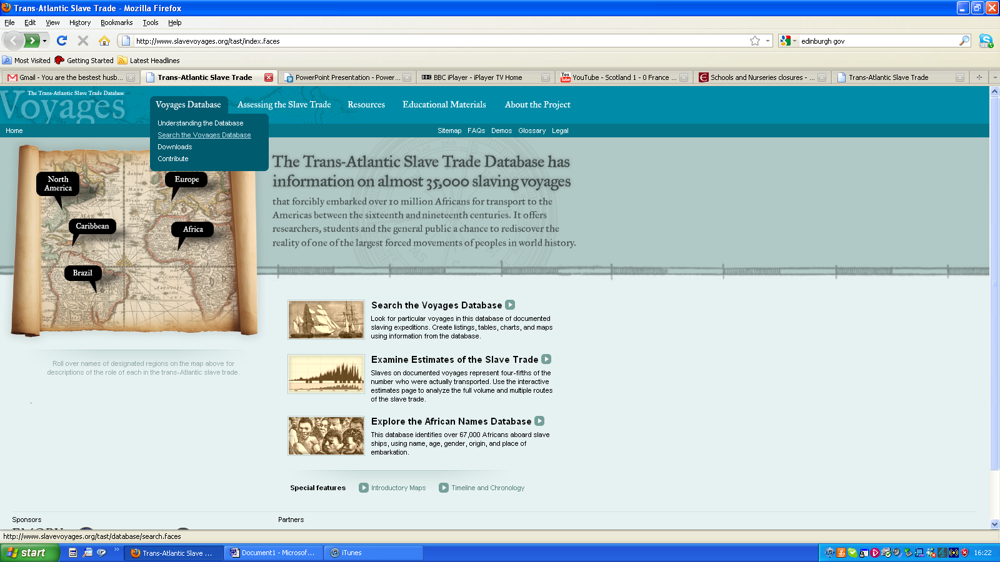 Trans-Atlantic Slave Trade - Mozilla Firefox
File Edit View History Bookmarks Tools Help
http://www.slavevoyages.org/tast/index.faces
edinburgh gov
Most Visited Getting Started Latest Headlines
Gmail - You are the bestest husb... Trans-Atlantic Slave Trade PowerPoint Presentation - Power... BBC iPlayer - iPlayer TV Home YouTube - Scotland 1 - 0 France ... Schools and Nurseries closures - ... Trans-Atlantic Slave Trade
The Trans-Atlantic Slave Trade Database
Voyages
Voyages Database Assessing the Slave Trade Resources Educational Materials About the Project
Understanding the Database
Search the Voyages Database
Downloads
Contribute
Home Sitemap FAQs Demos Glossary Legal
North
America
Europe
Caribbean
Africa
Brazil
The Trans-Atlantic Slave Trade Database has
information on almost 35,000 slaving voyages
that forcibly embarked over 10 million Africans for transport to the
Americas between the sixteenth and nineteenth centuries. It offers
researchers, students and the general public a chance to rediscover the
reality of one of the largest forced movements of peoples in world history.
Roll over names of designated regions on the map above for
descriptions of the role of each in the trans-Atlantic slave trade.
Search the Voyages Database
Look for particular voyages in this database of documented
slaving expeditions. Create listings, tables, charts, and maps
using information from the database.
Examine Estimates of the Slave Trade
Slaves on documented voyages represent four-fifths of the
number who were actually transported. Use the interactive
estimates page to analyze the full volume and multiple routes
of the slave trade.
Explore the African Names Database
This database identifies over 67,000 Africans aboard slave
ships, using name, age, gender, origin, and place of
embarkation.
Special features Introductory Maps Timeline and Chronology
Sponsors Partners
http://www.slavevoyages.org/tast/database/search.faces
start Trans-Atlantic Slave ... Document1 - Microsof... iTunes 16:22